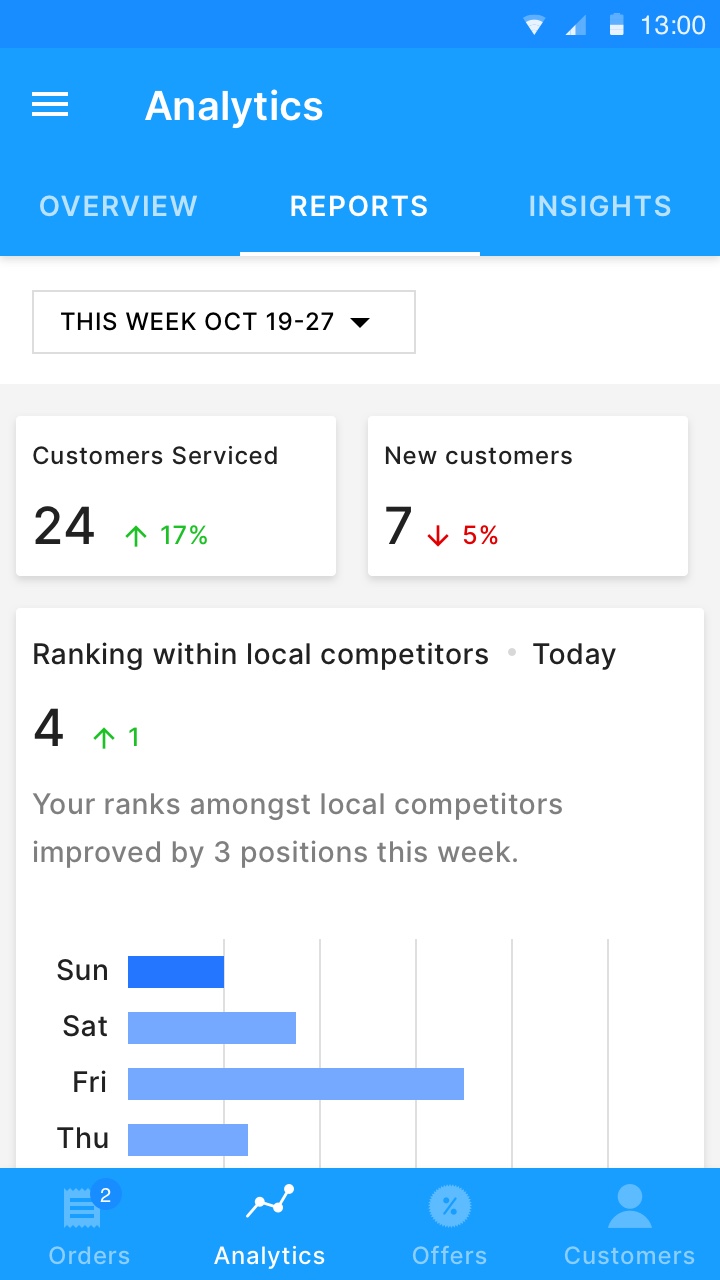 13:00
Analytics
OVERVIEW REPORTS INSIGHTS
THIS WEEK OCT 19-27
Customers Serviced
24 ↑ 17%
New customers
7 ↓ 5%
Ranking within local competitors • Today
4 ↑ 1
Your ranks amongst local competitors
improved by 3 positions this week.
Sun
Sat
Fri
Thu
2
%
Orders Analytics Offers Customers